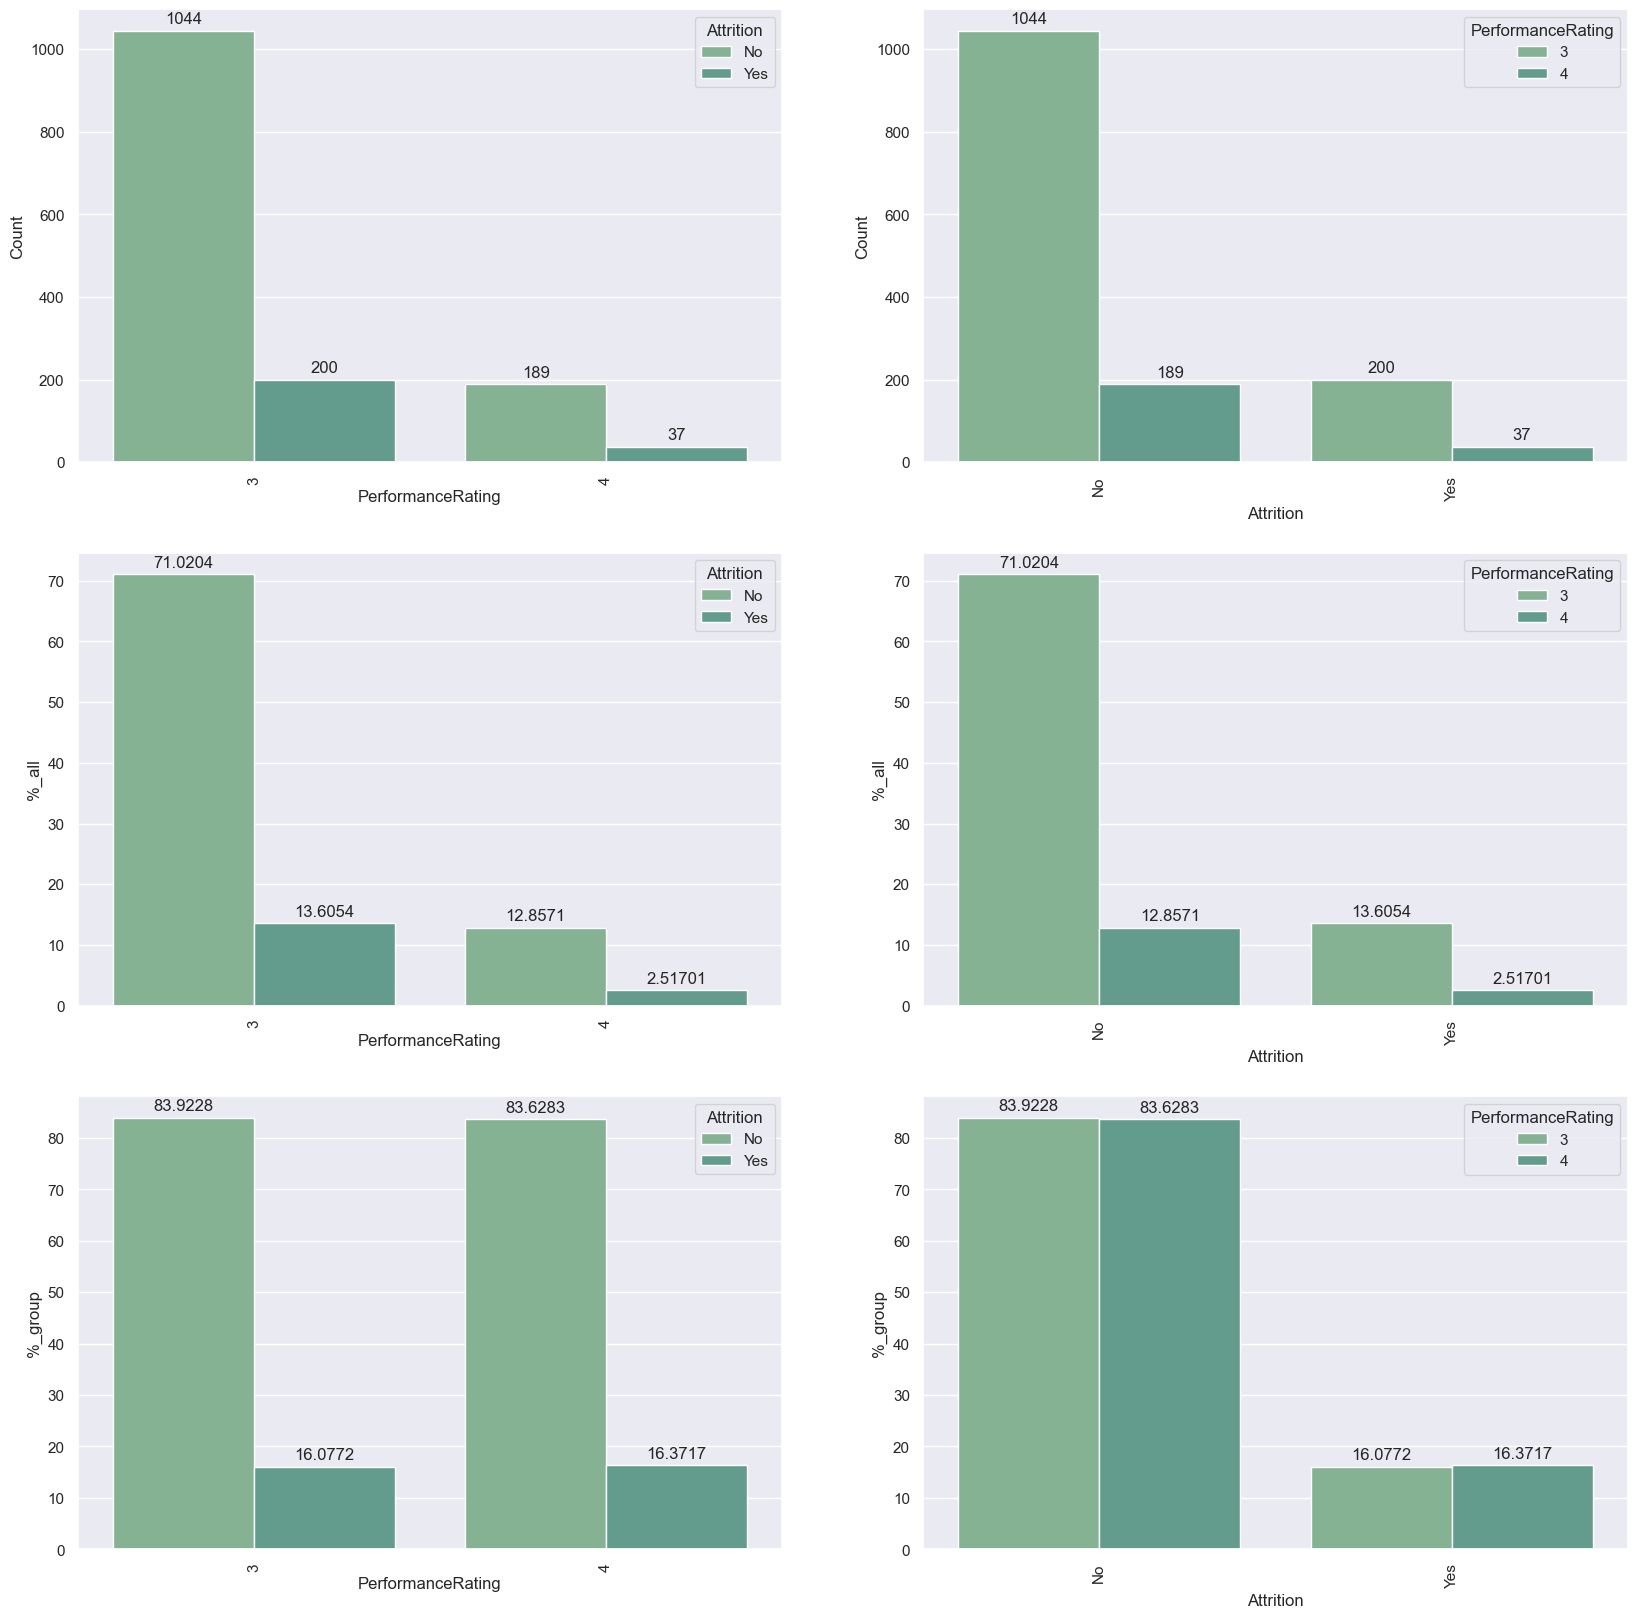 1044
Attrition
No
Yes
200
189
37
1000
800
600
400
200
0
Count
3
4
PerformanceRating
1044
PerformanceRating
3
4
189
200
37
1000
800
600
400
200
0
Count
No
Yes
Attrition
71.0204
Attrition
No
Yes
13.6054
12.8571
2.51701
70
60
50
40
30
20
10
0
%_all
3
4
PerformanceRating
71.0204
PerformanceRating
3
4
12.8571
13.6054
2.51701
70
60
50
40
30
20
10
0
%_all
No
Yes
Attrition
83.9228
83.6283
Attrition
No
Yes
16.0772
16.3717
80
70
60
50
40
30
20
10
0
%_group
3
4
PerformanceRating
83.9228
83.6283
PerformanceRating
3
4
16.0772
16.3717
80
70
60
50
40
30
20
10
0
%_group
No
Yes
Attrition